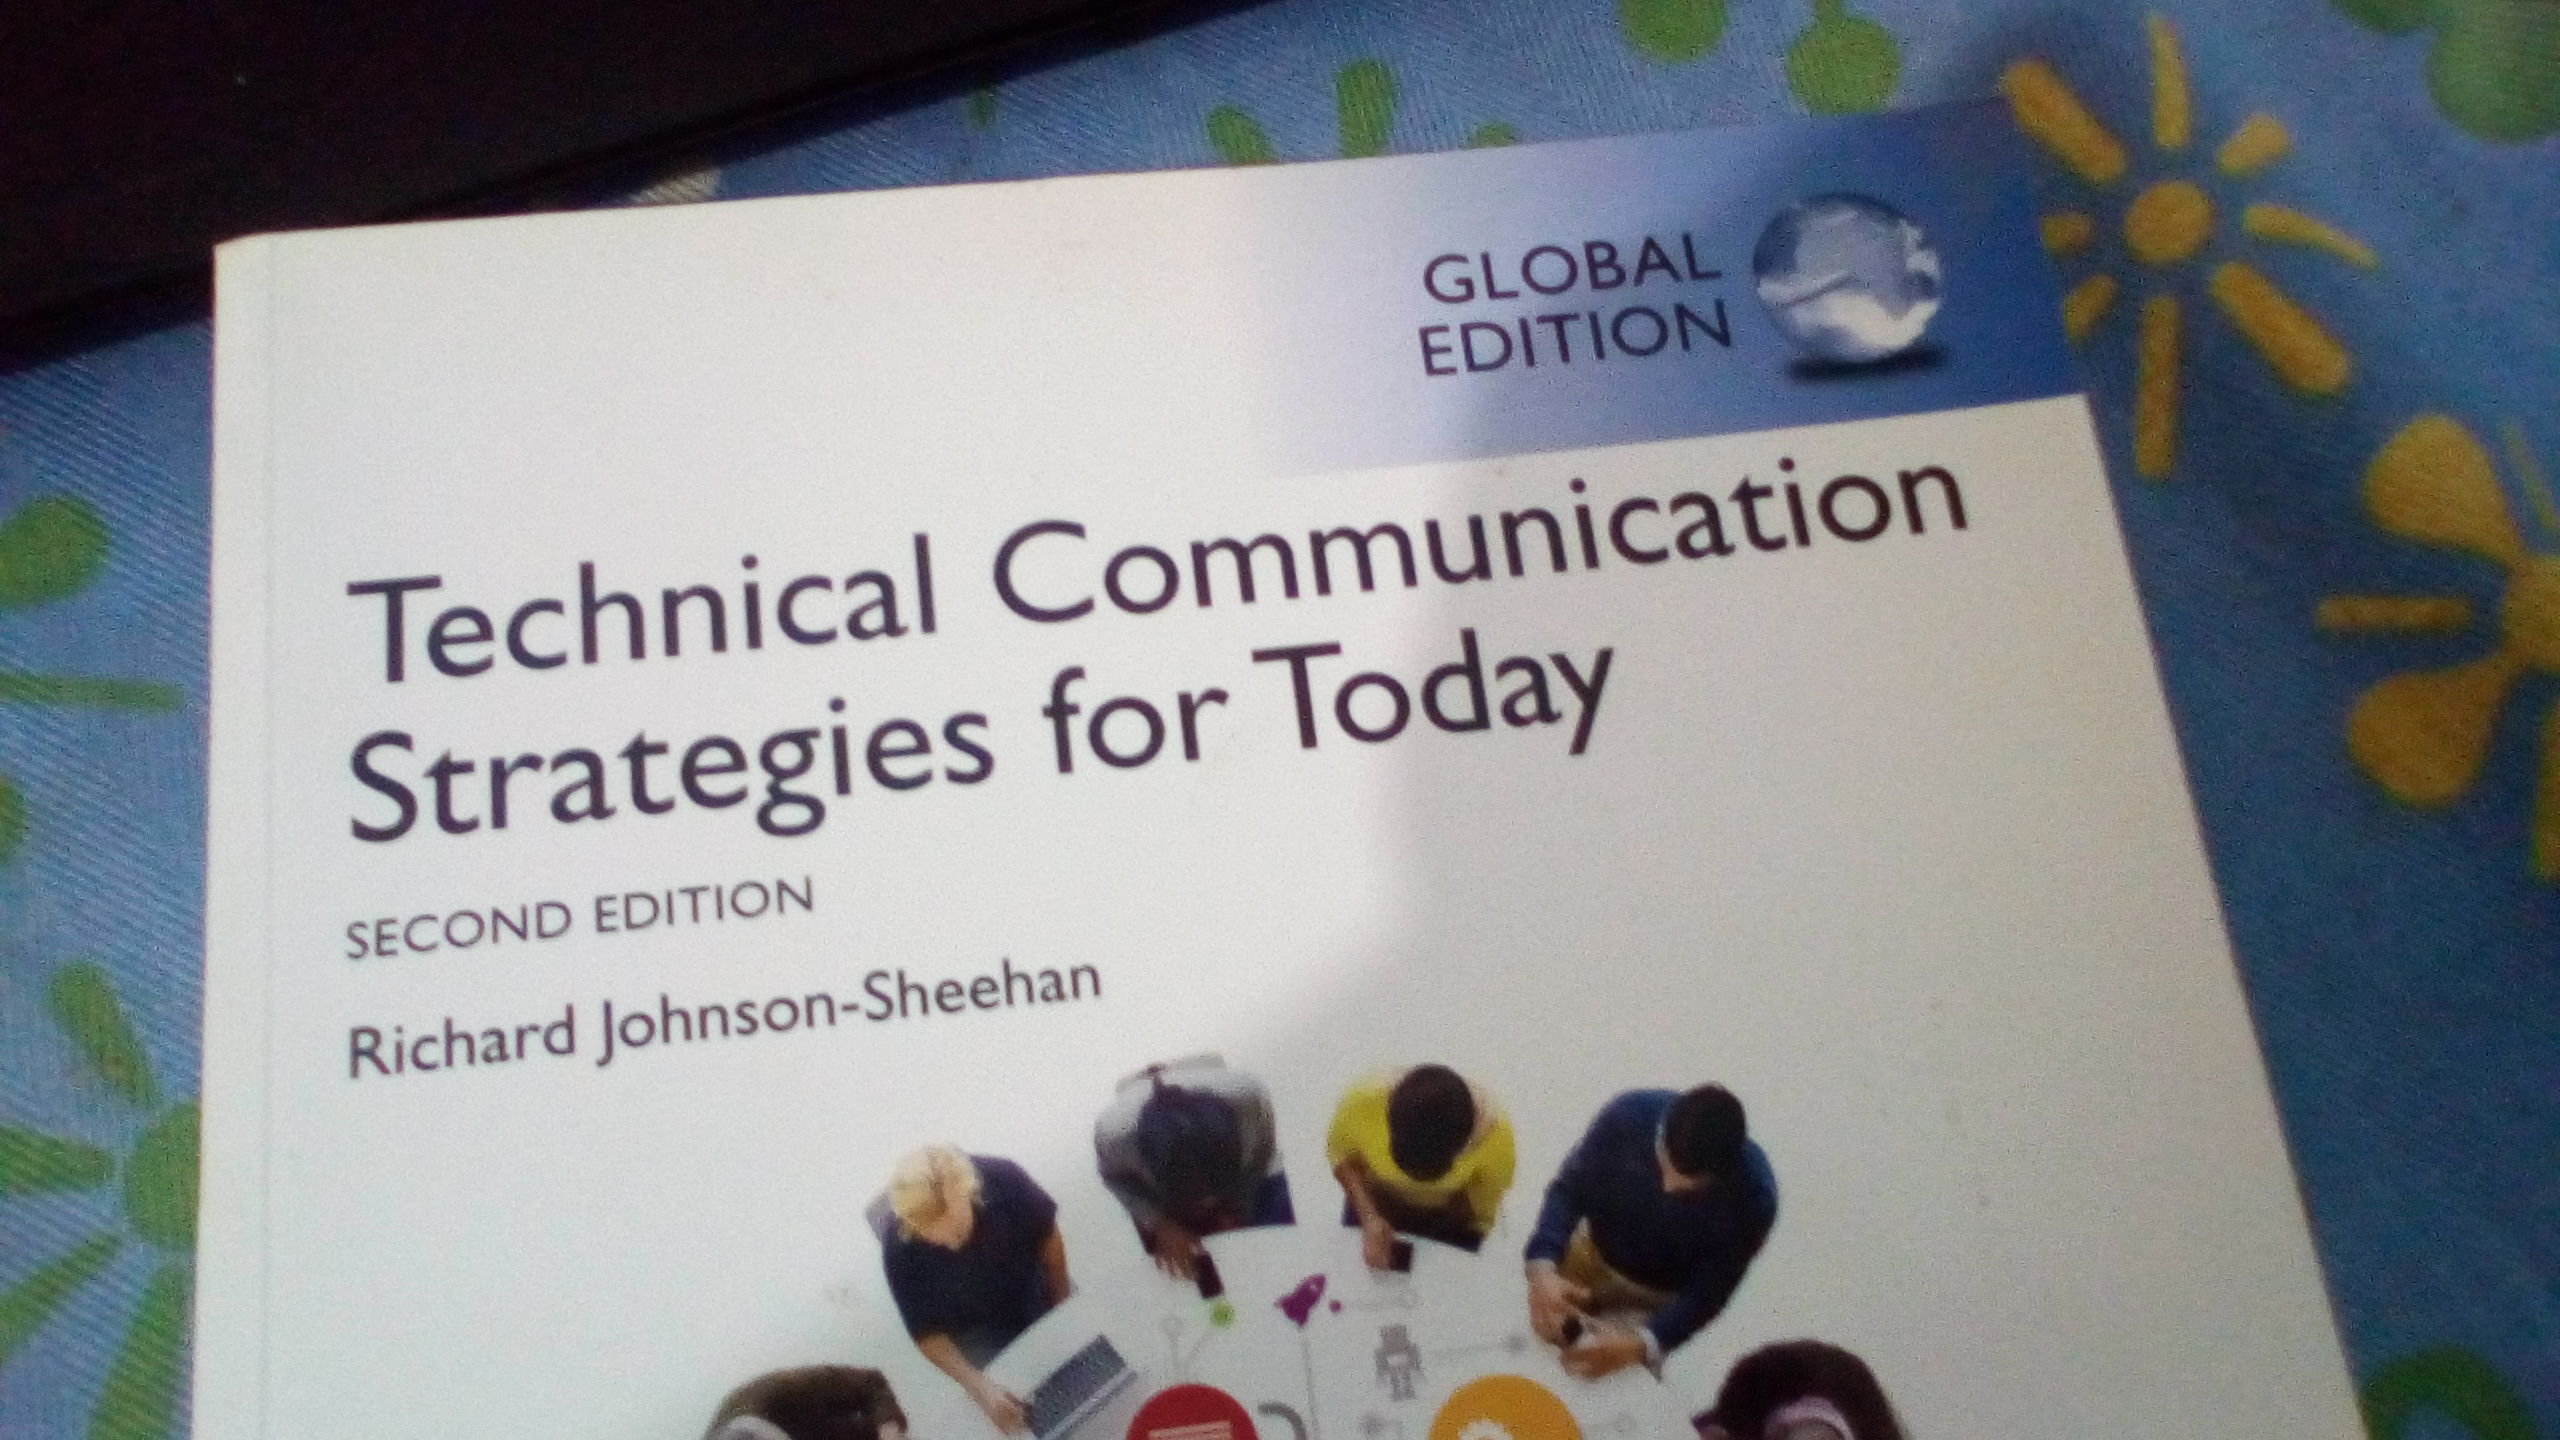 GLOBAL
EDITION
Technical Communication
Strategies for Today
SECOND EDITION
Richard Johnson-Sheehan